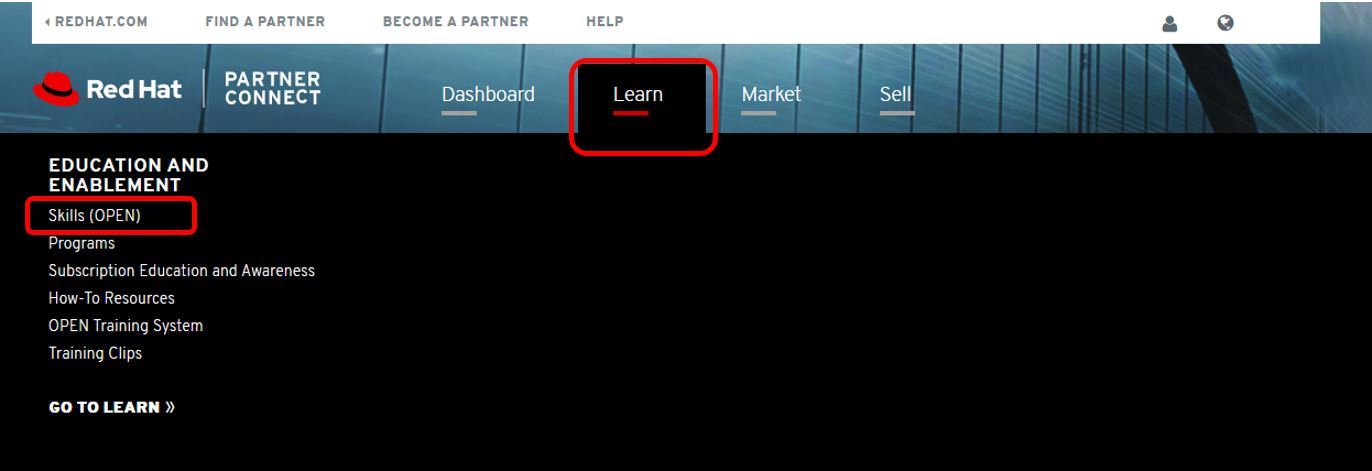 REDHAT.COM FIND A PARTNER BECOME A PARTNER HELP
Red Hat PARTNER
CONNECT
Dashboard Learn Market Sell
EDUCATION AND
ENABLEMENT
Skills (OPEN)
Programs
Subscription Education and Awareness
How-To Resources
OPEN Training System
Training Clips
GO TO LEARN »